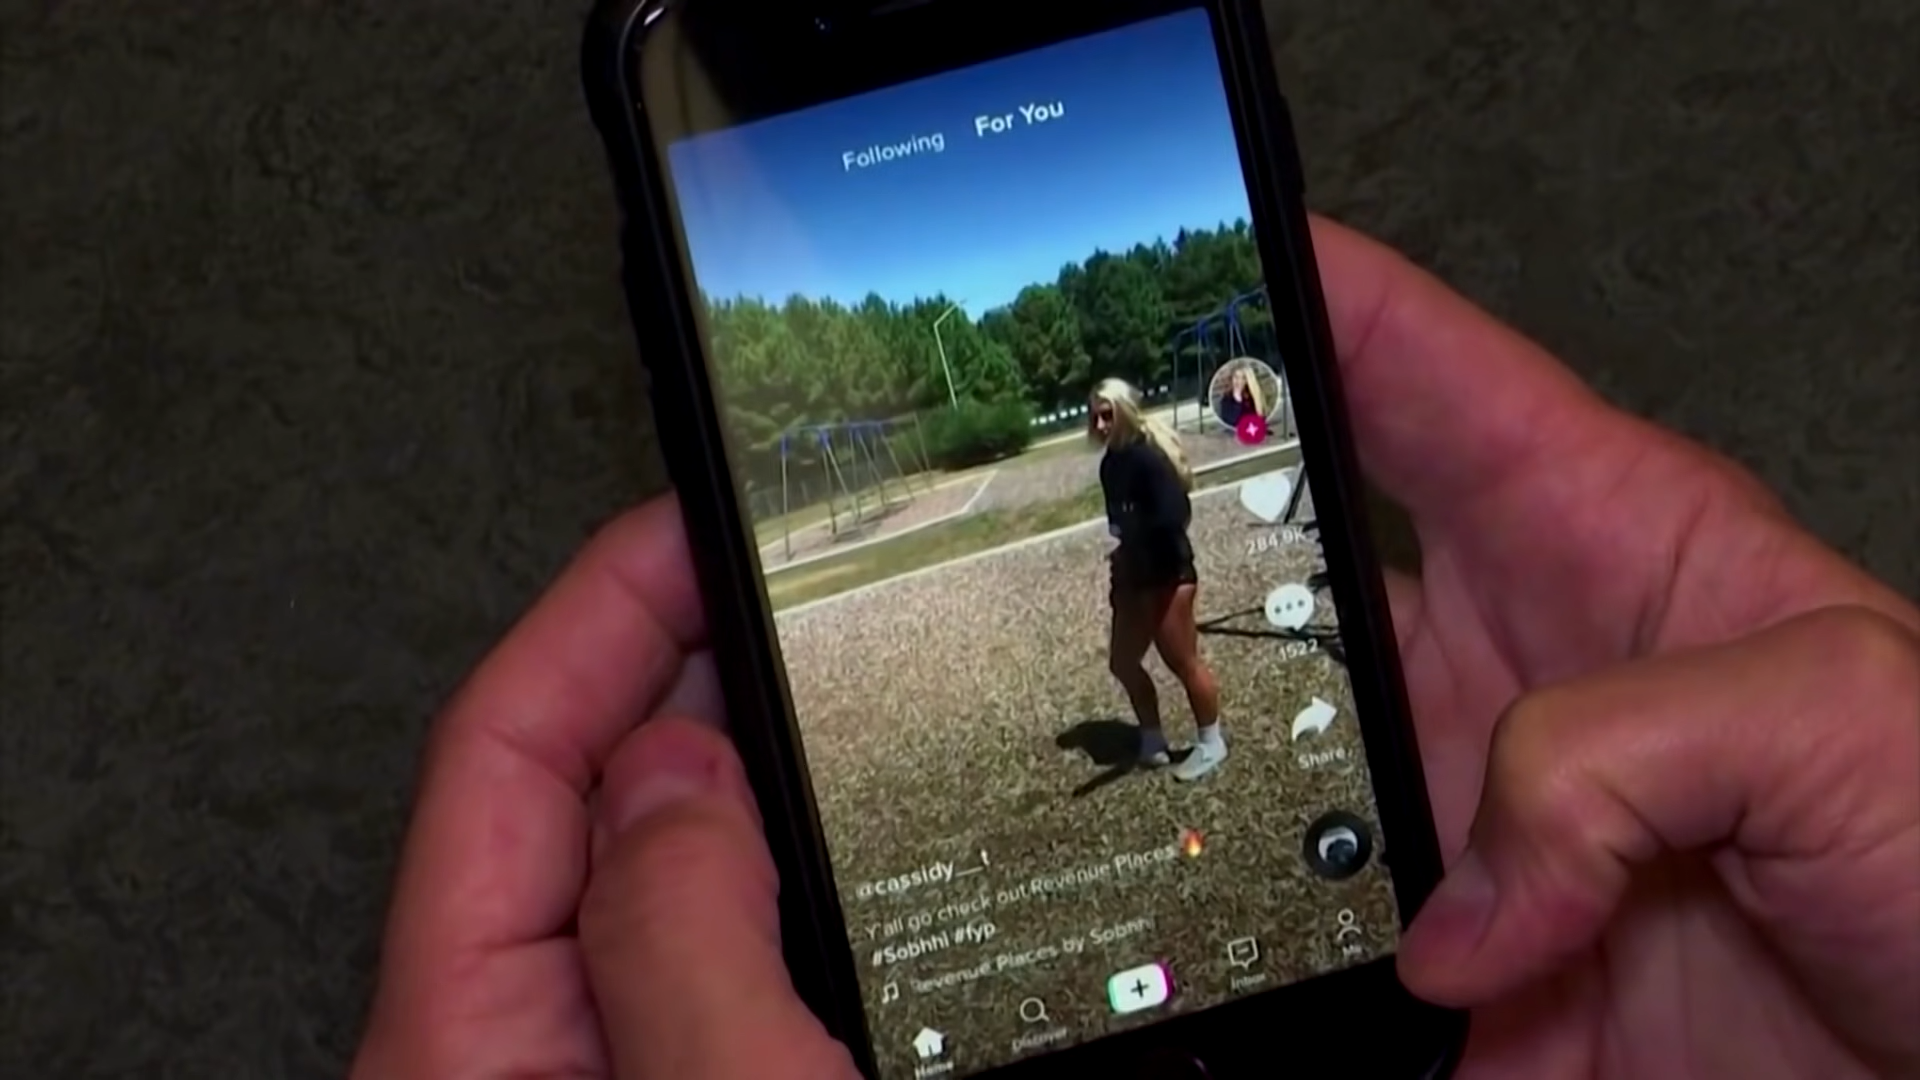 Following For You
284.9K
1522
Share
@cassidy__t
Y'all go check out Revenue Places 🔥
#Sobhhi #fyp
Revenue Places by Sobhhi
Home Discover Inbox Me